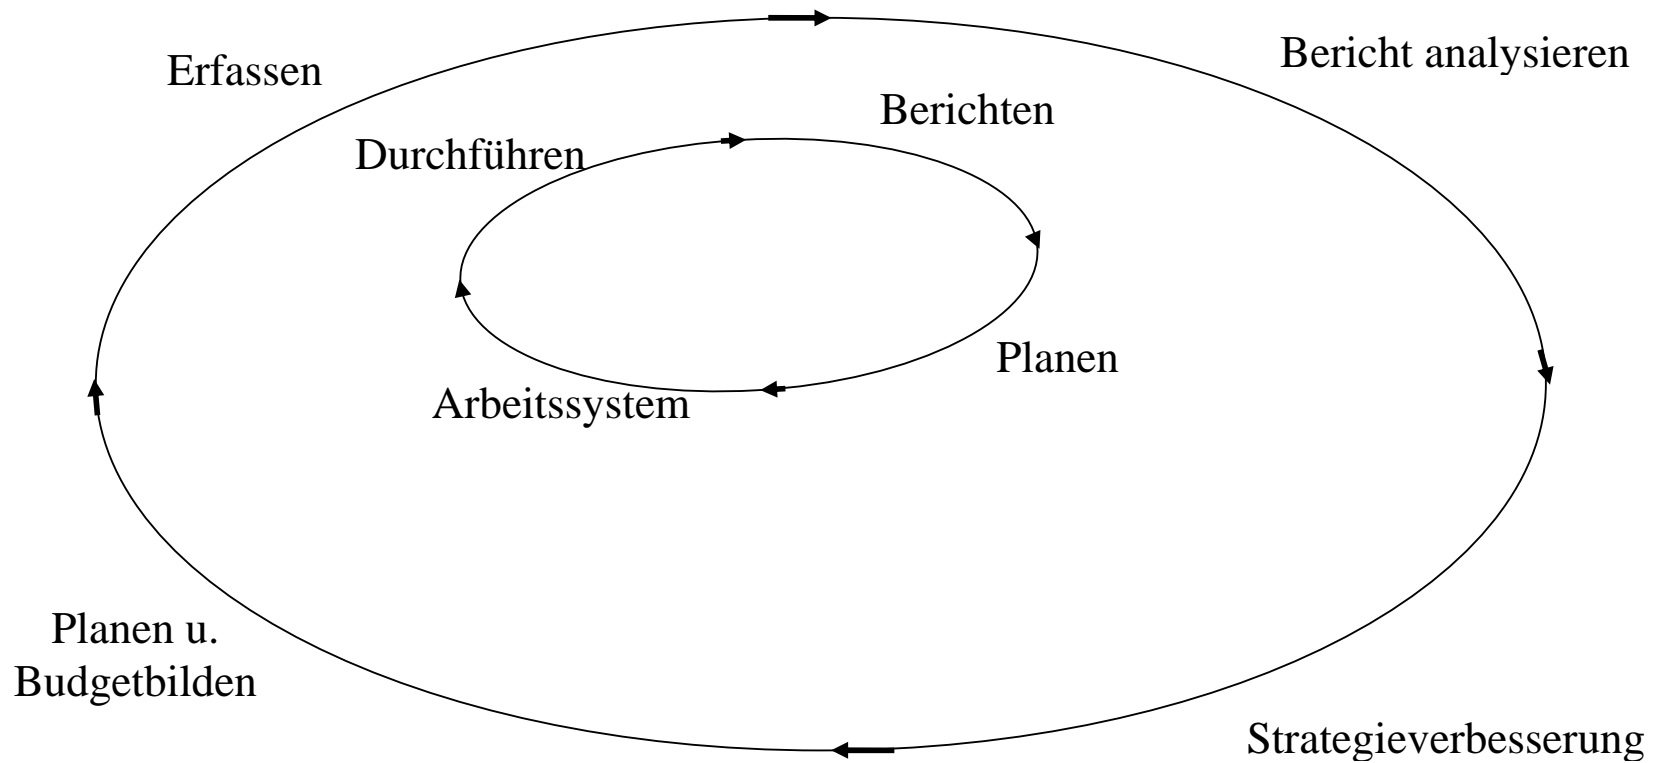 Bericht analysieren
Erfassen
Berichten
Durchführen
Planen
Arbeitssystem
Planen u.
Budgetbilden
Strategieverbesserung